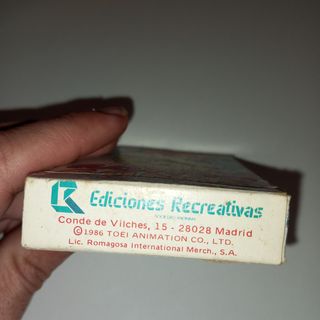 Ediciones Recreativas
Conde de Vilches, 15 - 28028 Madrid
©1986 TOEI ANIMATION CO., LTD.
Lic. Romagosa International Merch., S.A.